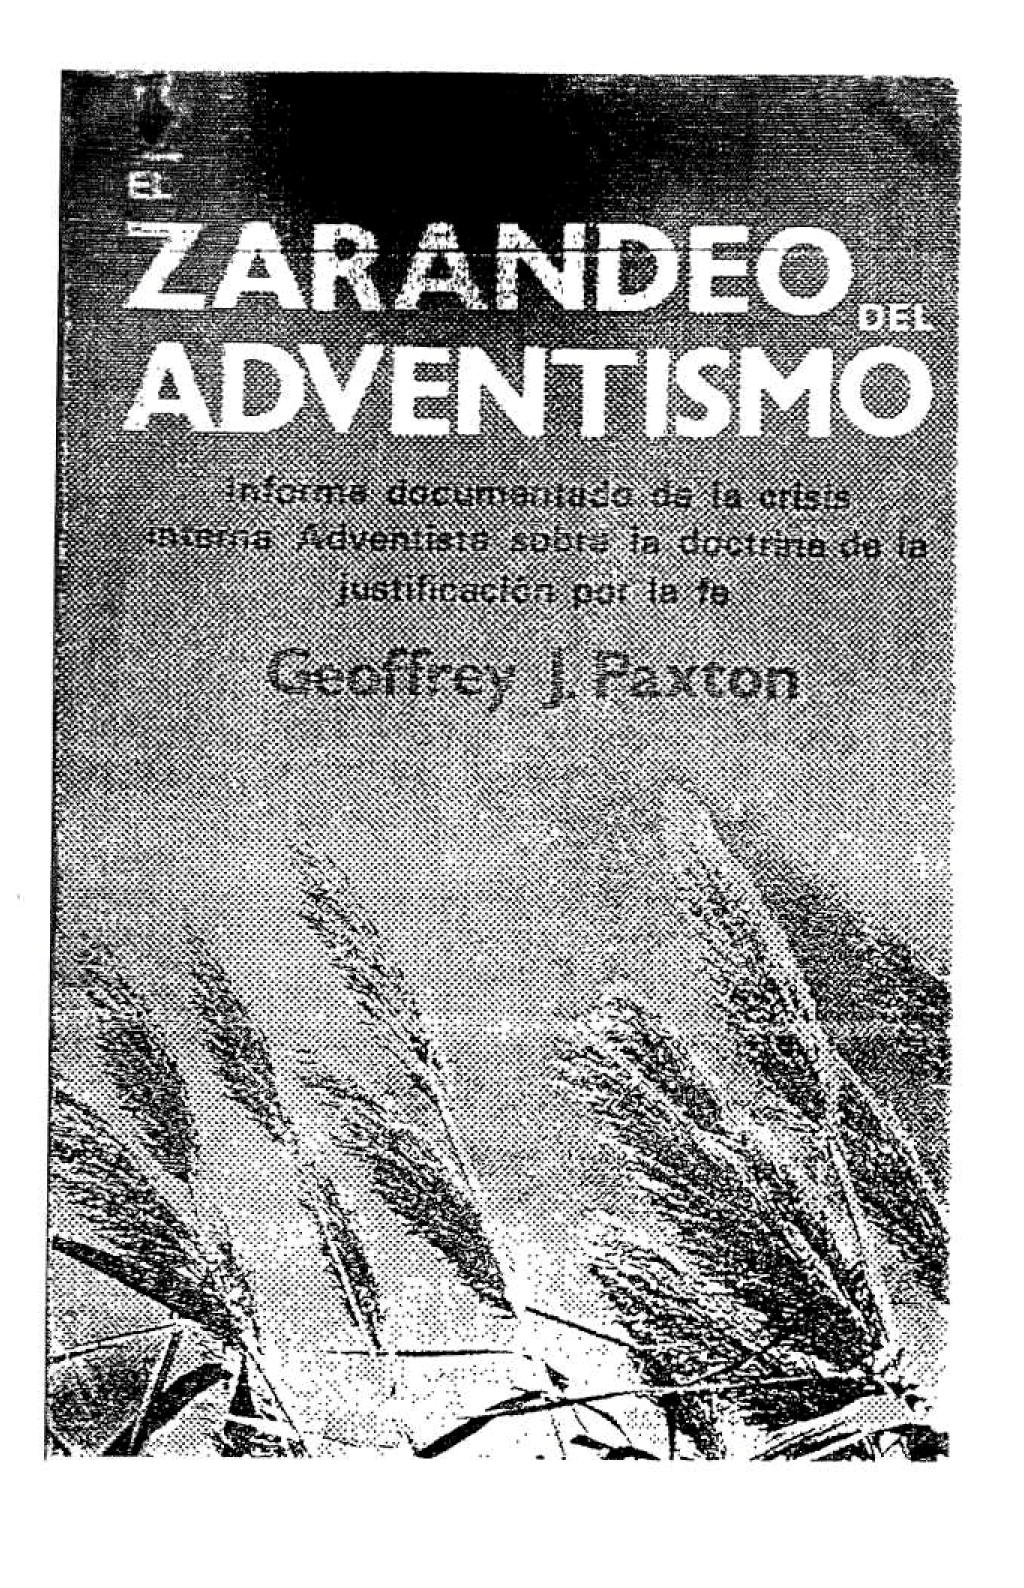 El
ZARANDEO
DEL
ADVENTISMO
Informe documentado de la crisis
interna Adventista sobre la doctrina de la
justificación por la fe
Geoffrey J. Paxton